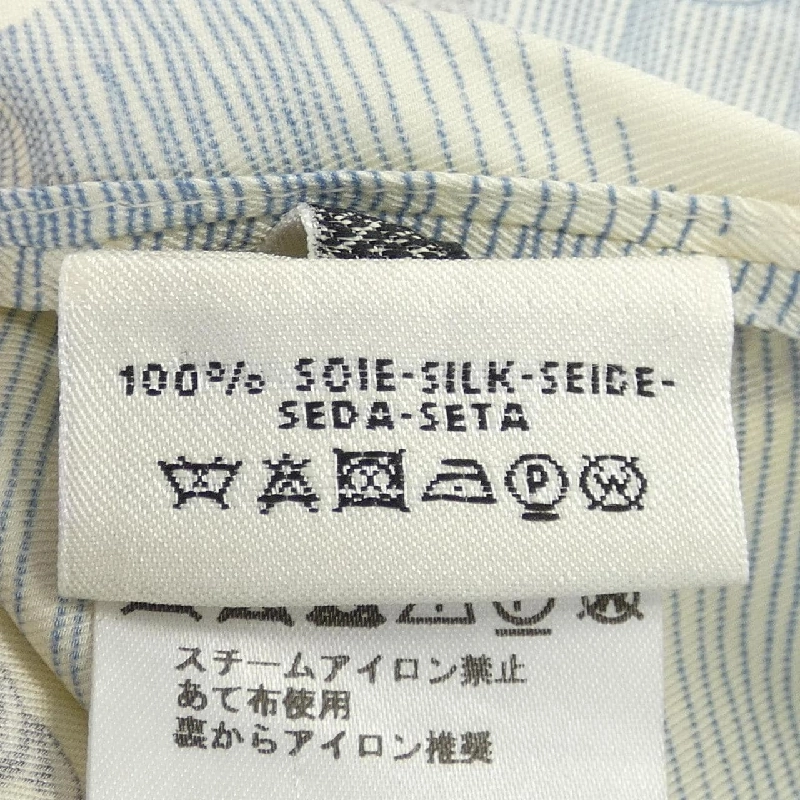 100% SOIE-SILK-SEIDE-
SEDA-SETA
P W
スチームアイロン禁止
あて布使用
裏からアイロン推奨